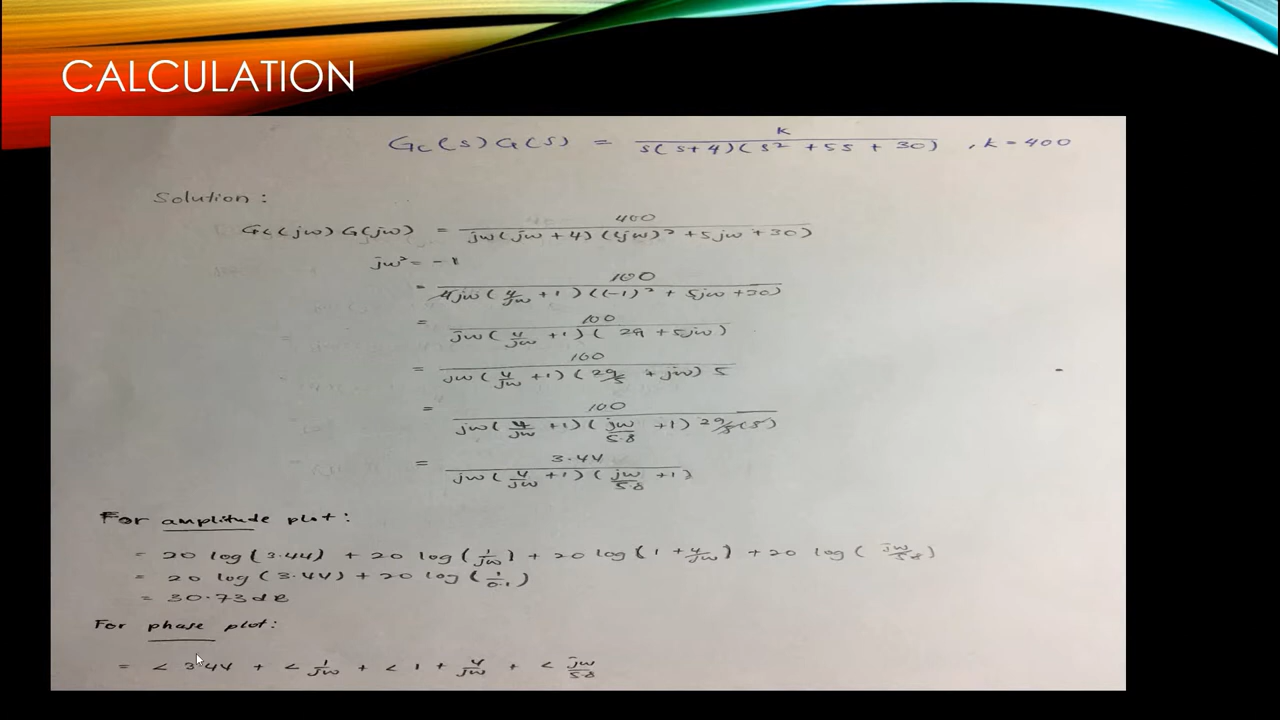 CALCULATION
Gc(s)G(s) = K / s(s+4)(s² + 5s + 30) , k = 400
Solution :
Gc(jω)G(jω) = 400 / jω(jω + 4)((jω)² + 5jω + 30)
jω² = -1
= 100 / 4jω(4/jω + 1)((-1)² + 5jω + 30)
= 100 / jω(4/jω + 1)(29 + 5jω)
= 100 / jω(4/jω + 1)(29/5 + jω) 5
= 100 / jω(4/jω + 1)(jω/5.8 + 1) 29/5(5)
= 3.44 / jω(4/jω + 1)(jω/5.8 + 1)
For amplitude plot :
= 20 log(3.44) + 20 log(1/jω) + 20 log(1 + 4/jω) + 20 log(jω/5.8)
= 20 log(3.44) + 20 log(1/0.1)
= 30.73 dB
For phase plot :
= < 3.44 + < 1/jω + < 1 + 4/jω + < jω/58